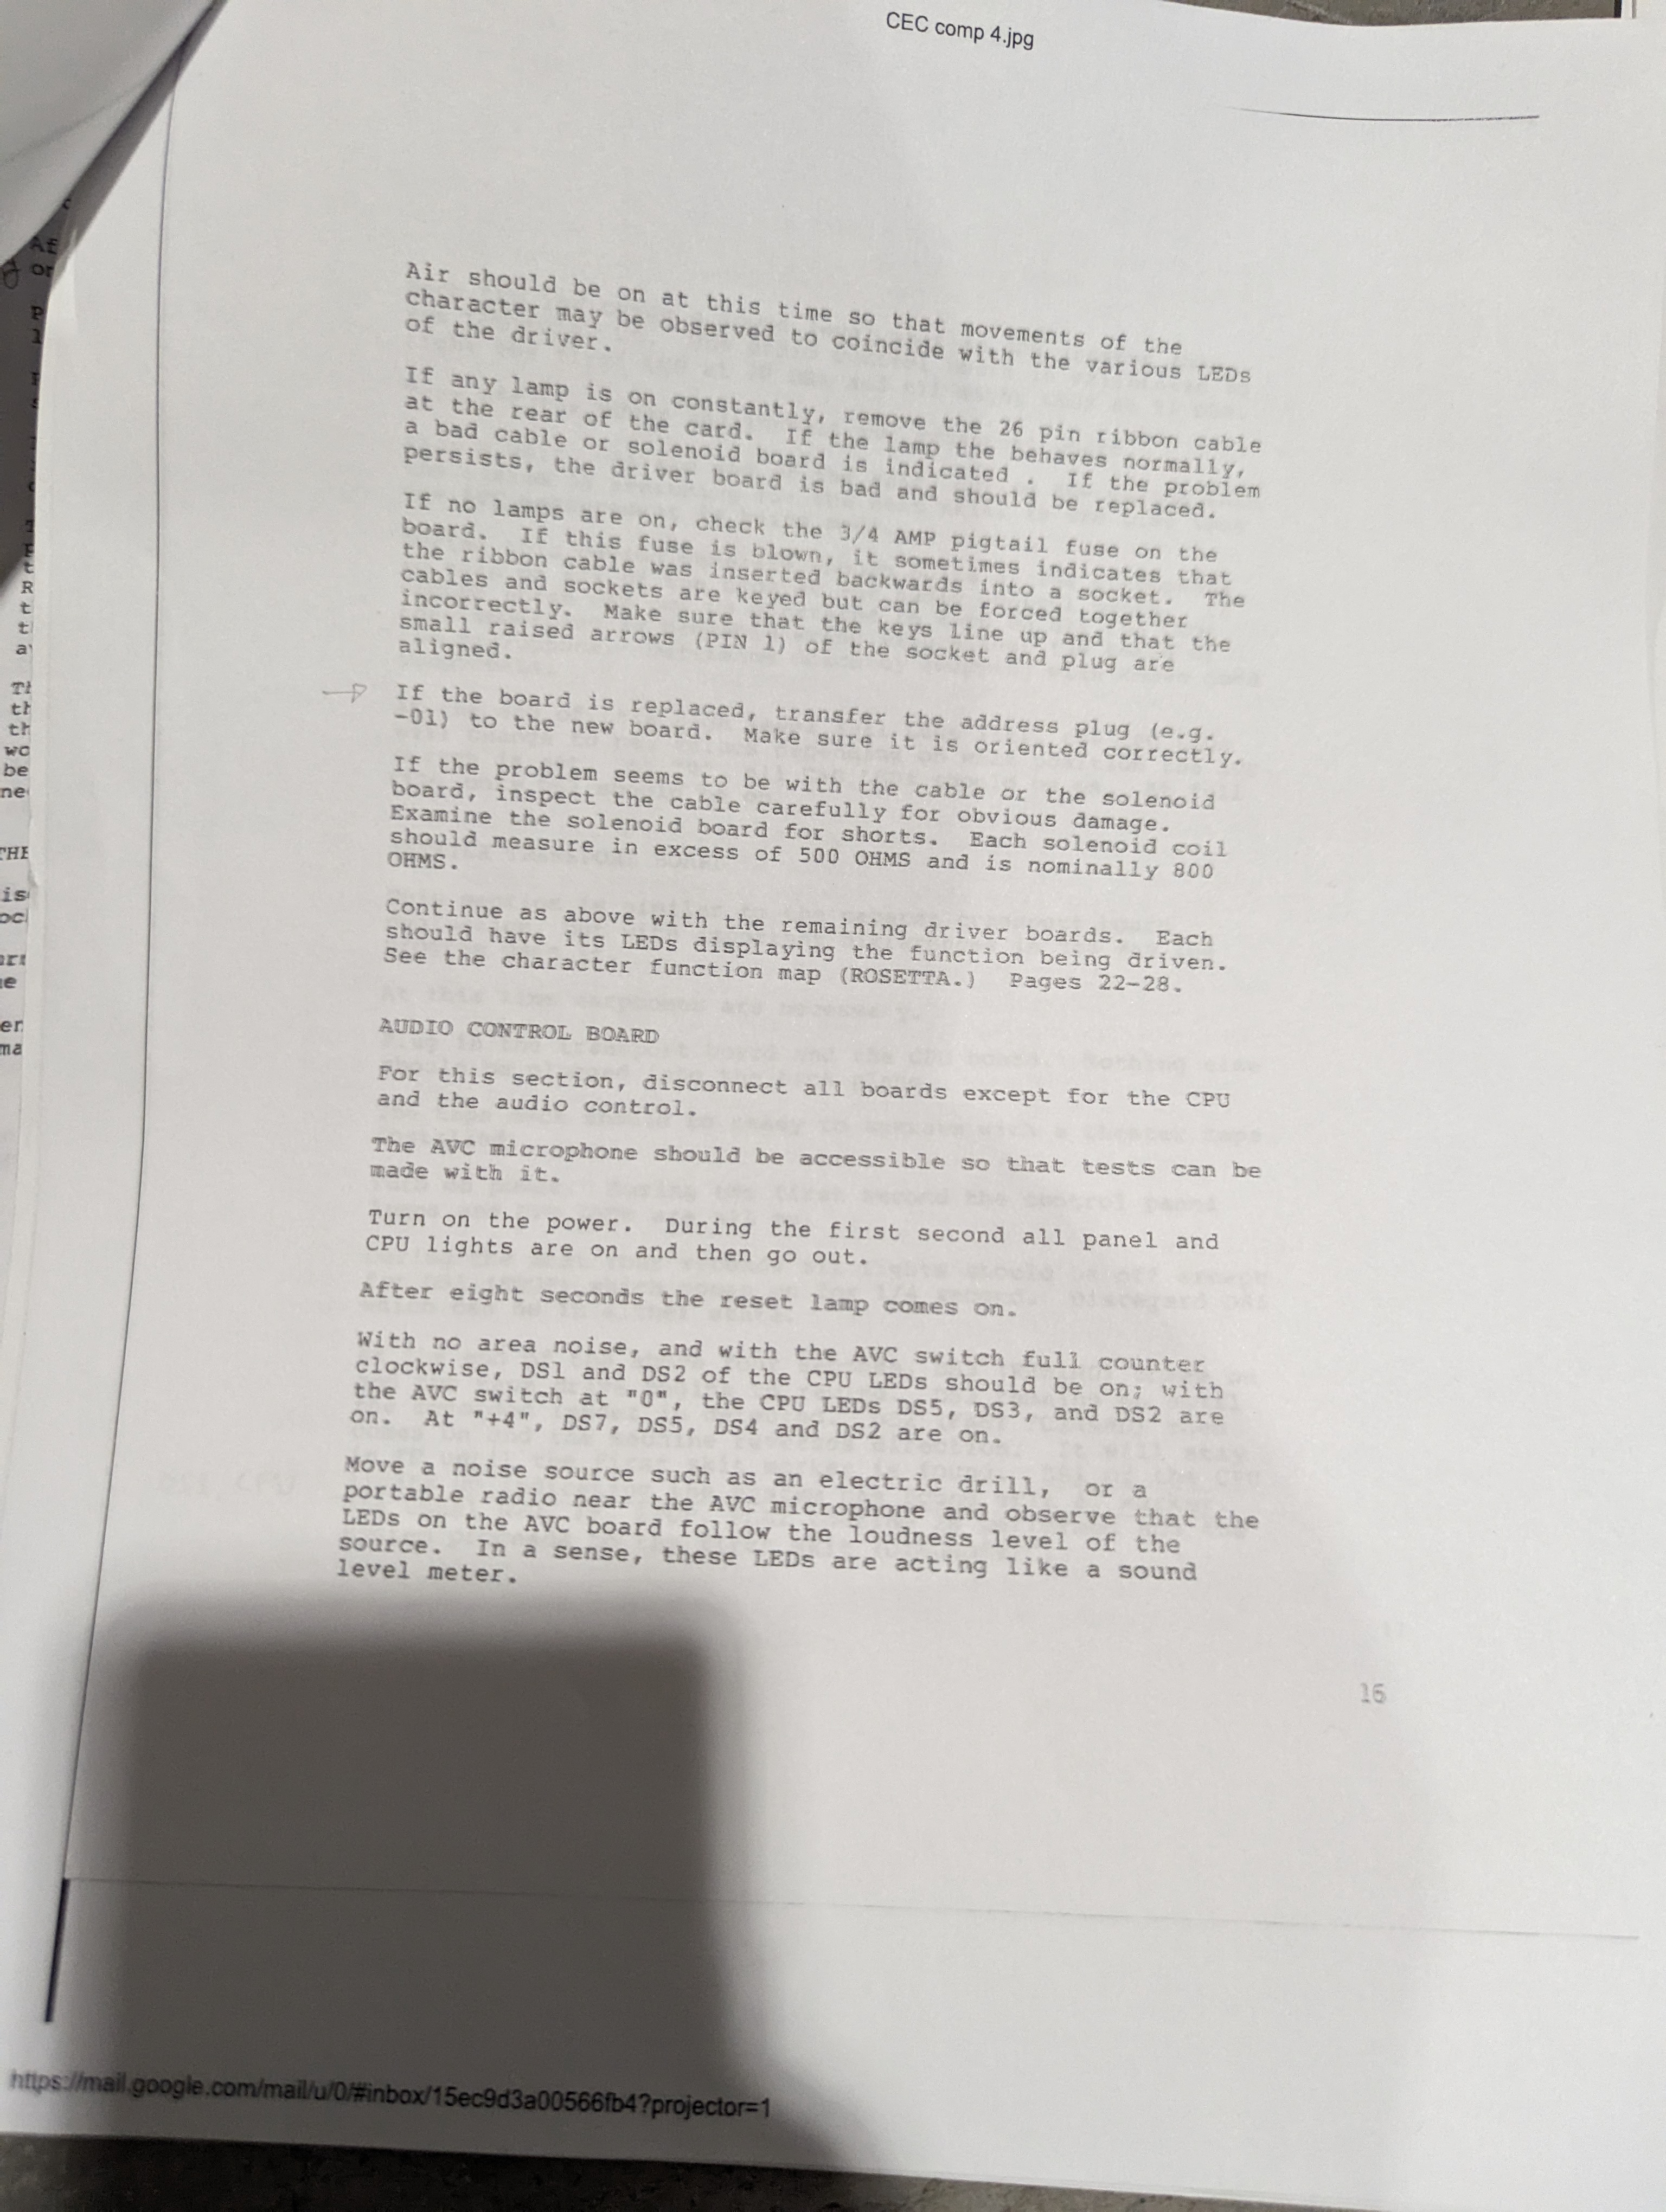 CEC comp 4.jpg
Air should be on at this time so that movements of the
character may be observed to coincide with the various LEDs
of the driver.
If any lamp is on constantly, remove the 26 pin ribbon cable
at the rear of the card.  If the lamp the behaves normally,
a bad cable or solenoid board is indicated .  If the problem
persists, the driver board is bad and should be replaced.
If no lamps are on, check the 3/4 AMP pigtail fuse on the
board.  If this fuse is blown, it sometimes indicates that
the ribbon cable was inserted backwards into a socket.  The
cables and sockets are keyed but can be forced together
incorrectly.  Make sure that the keys line up and that the
small raised arrows (PIN 1) of the socket and plug are
aligned.
If the board is replaced, transfer the address plug (e.g.
-01) to the new board.  Make sure it is oriented correctly.
If the problem seems to be with the cable or the solenoid
board, inspect the cable carefully for obvious damage.
Examine the solenoid board for shorts.  Each solenoid coil
should measure in excess of 500 OHMS and is nominally 800
OHMS.
Continue as above with the remaining driver boards.  Each
should have its LEDs displaying the function being driven.
See the character function map (ROSETTA.)  Pages 22-28.
AUDIO CONTROL BOARD
For this section, disconnect all boards except for the CPU
and the audio control.
The AVC microphone should be accessible so that tests can be
made with it.
Turn on the power.  During the first second all panel and
CPU lights are on and then go out.
After eight seconds the reset lamp comes on.
With no area noise, and with the AVC switch full counter
clockwise, DS1 and DS2 of the CPU LEDs should be on; with
the AVC switch at "0", the CPU LEDs DS5, DS3, and DS2 are
on.  At "+4", DS7, DS5, DS4 and DS2 are on.
Move a noise source such as an electric drill,  or a
portable radio near the AVC microphone and observe that the
LEDs on the AVC board follow the loudness level of the
source.  In a sense, these LEDs are acting like a sound
level meter.
16
https://mail.google.com/mail/u/0/#inbox/15ec9d3a00566fb4?projector=1